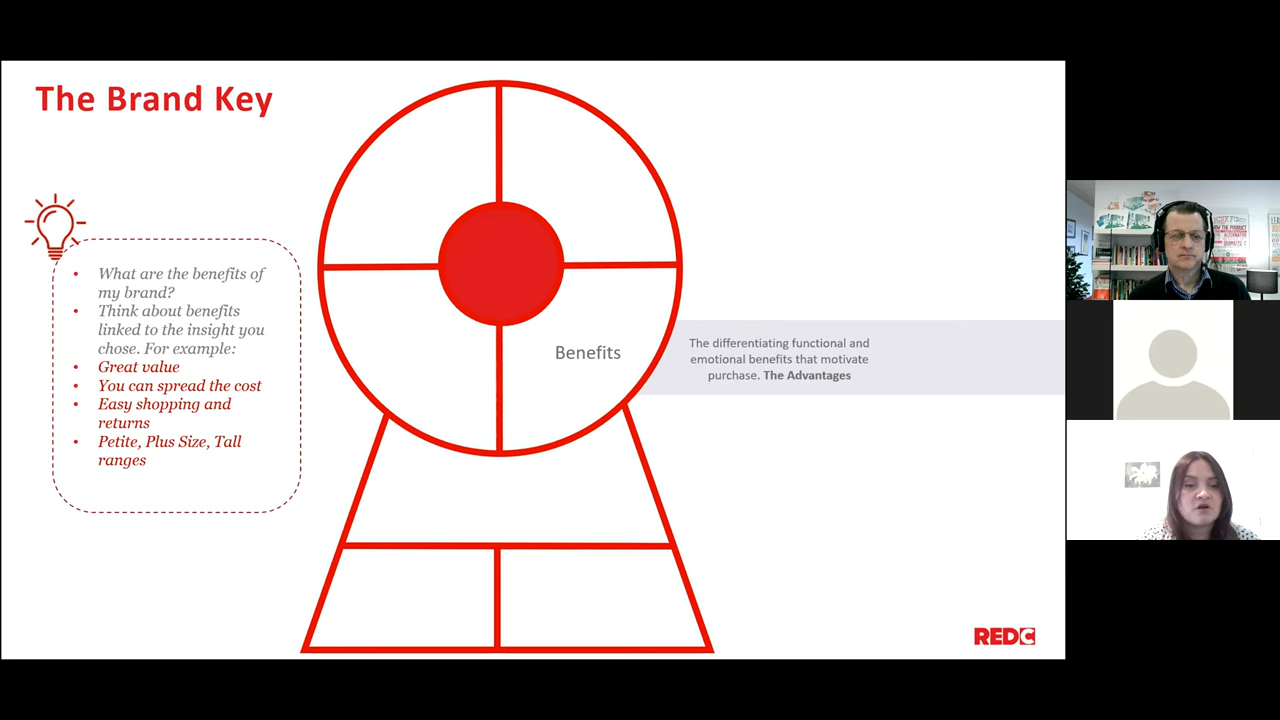 The Brand Key
• What are the benefits of
my brand?
• Think about benefits
linked to the insight you
chose. For example:
• Great value
• You can spread the cost
• Easy shopping and
returns
• Petite, Plus Size, Tall
ranges
Benefits
The differentiating functional and
emotional benefits that motivate
purchase. The Advantages
REDC